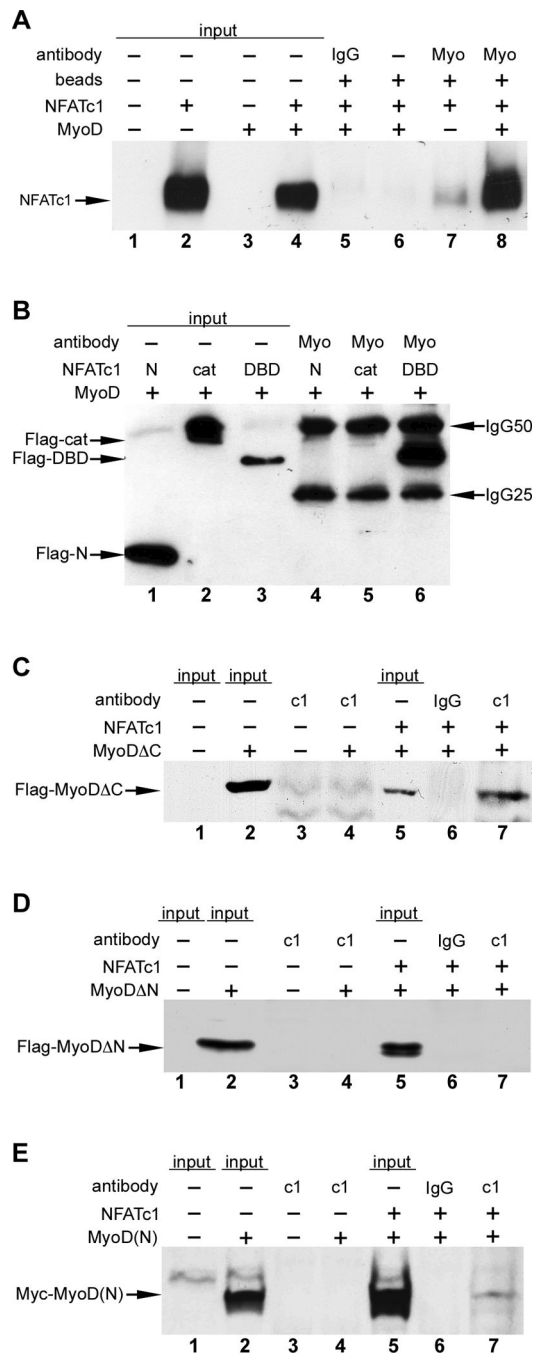 A
input
antibody IgG – Myo Myo
beads – – – – + + + +
NFATc1 – + – + + + + +
MyoD – – + + + + – +
NFATc1
1 2 3 4 5 6 7 8
B
input
antibody – – – Myo Myo Myo
NFATc1 N cat DBD N cat DBD
MyoD + + + + + +
Flag-cat
IgG50
Flag-DBD
IgG25
Flag-N
1 2 3 4 5 6
C
input input input
antibody – – c1 c1 – IgG c1
NFATc1 – – – – + + +
MyoDΔC – + – + + + +
Flag-MyoDΔC
1 2 3 4 5 6 7
D
input input input
antibody – – c1 c1 – IgG c1
NFATc1 – – – – + + +
MyoDΔN – + – + + + +
Flag-MyoDΔN
1 2 3 4 5 6 7
E
input input input
antibody – – c1 c1 – IgG c1
NFATc1 – – – – + + +
MyoD(N) – + – + + + +
Myc-MyoD(N)
1 2 3 4 5 6 7